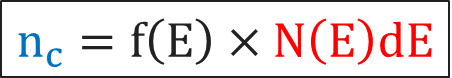 n_c = f(E) × N(E)dE